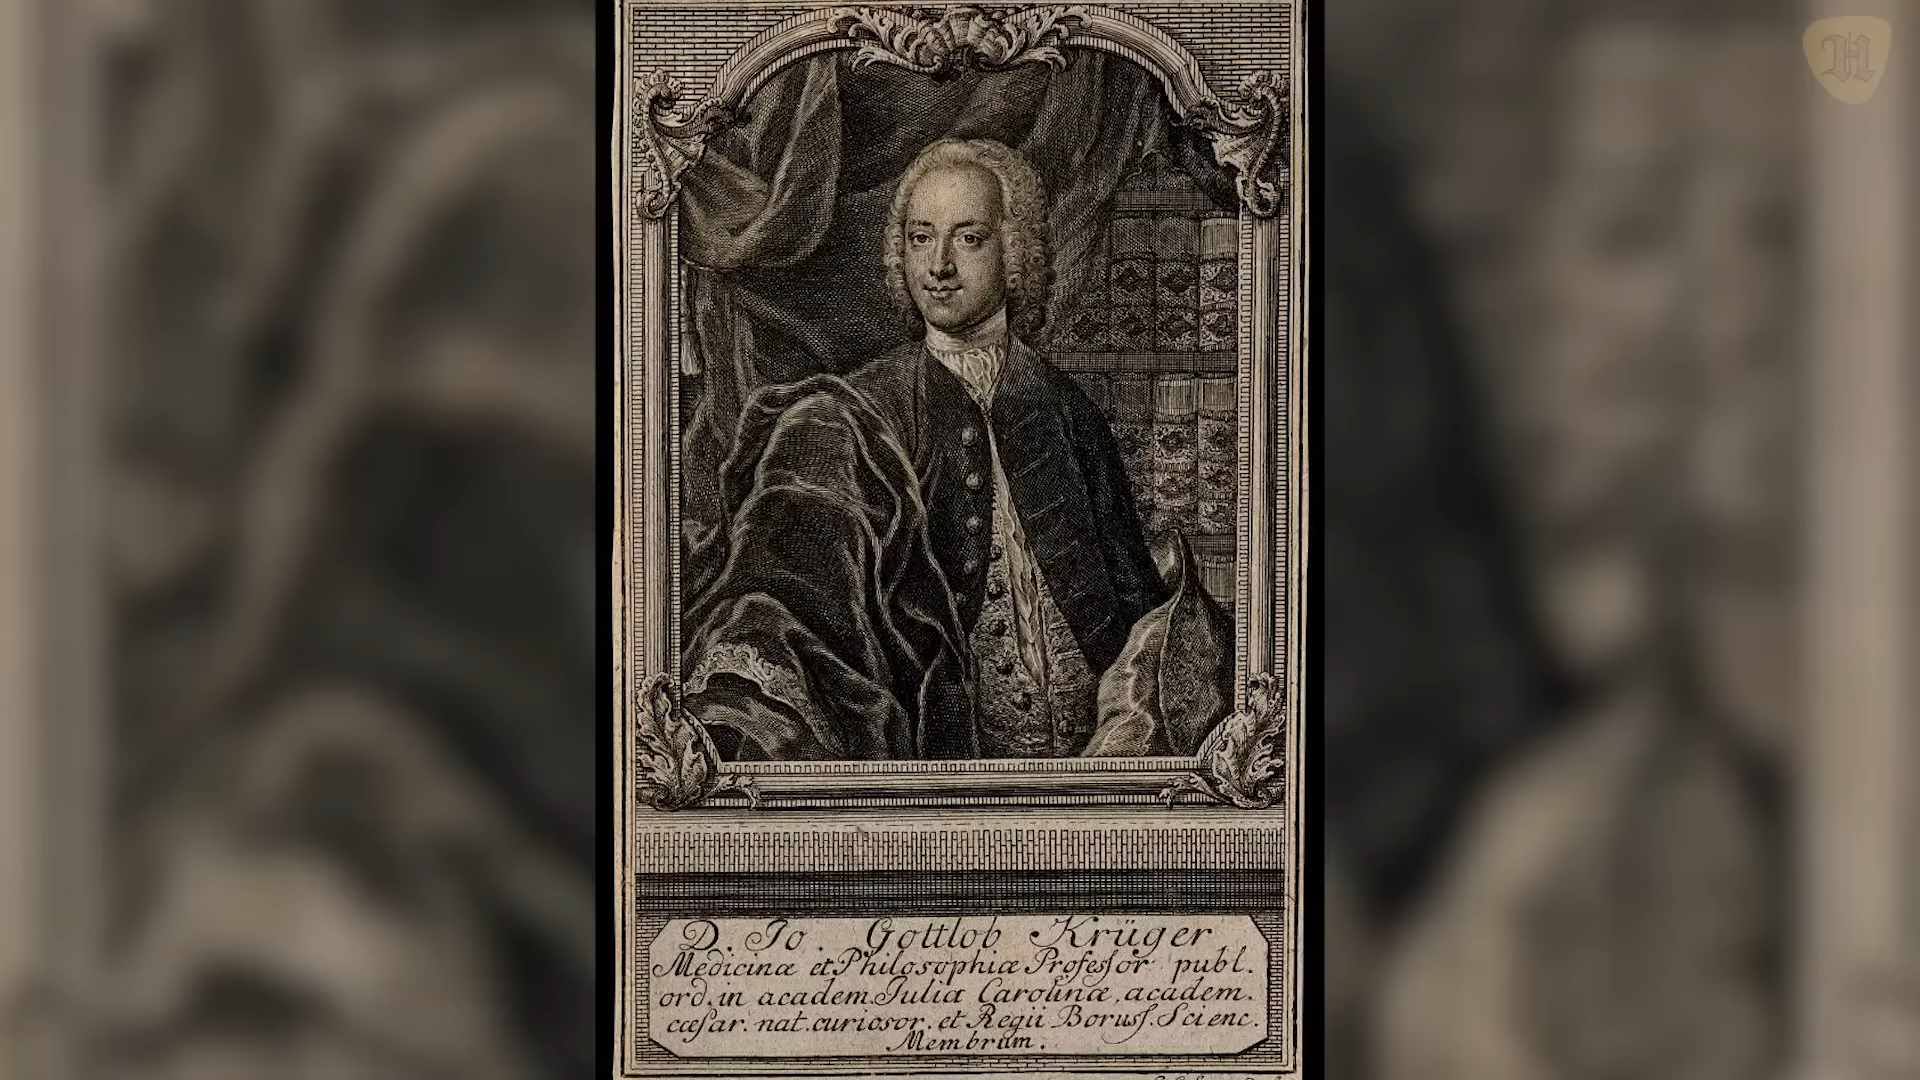 D. Jo. Gottlob Krüger
Medicinæ et Philosophiæ Profeſsor publ.
ord. in academ. Julia Carolinæ, academ.
cæſar. nat. curiosor. et Regii Boruſs. Scienc.
Membrum.